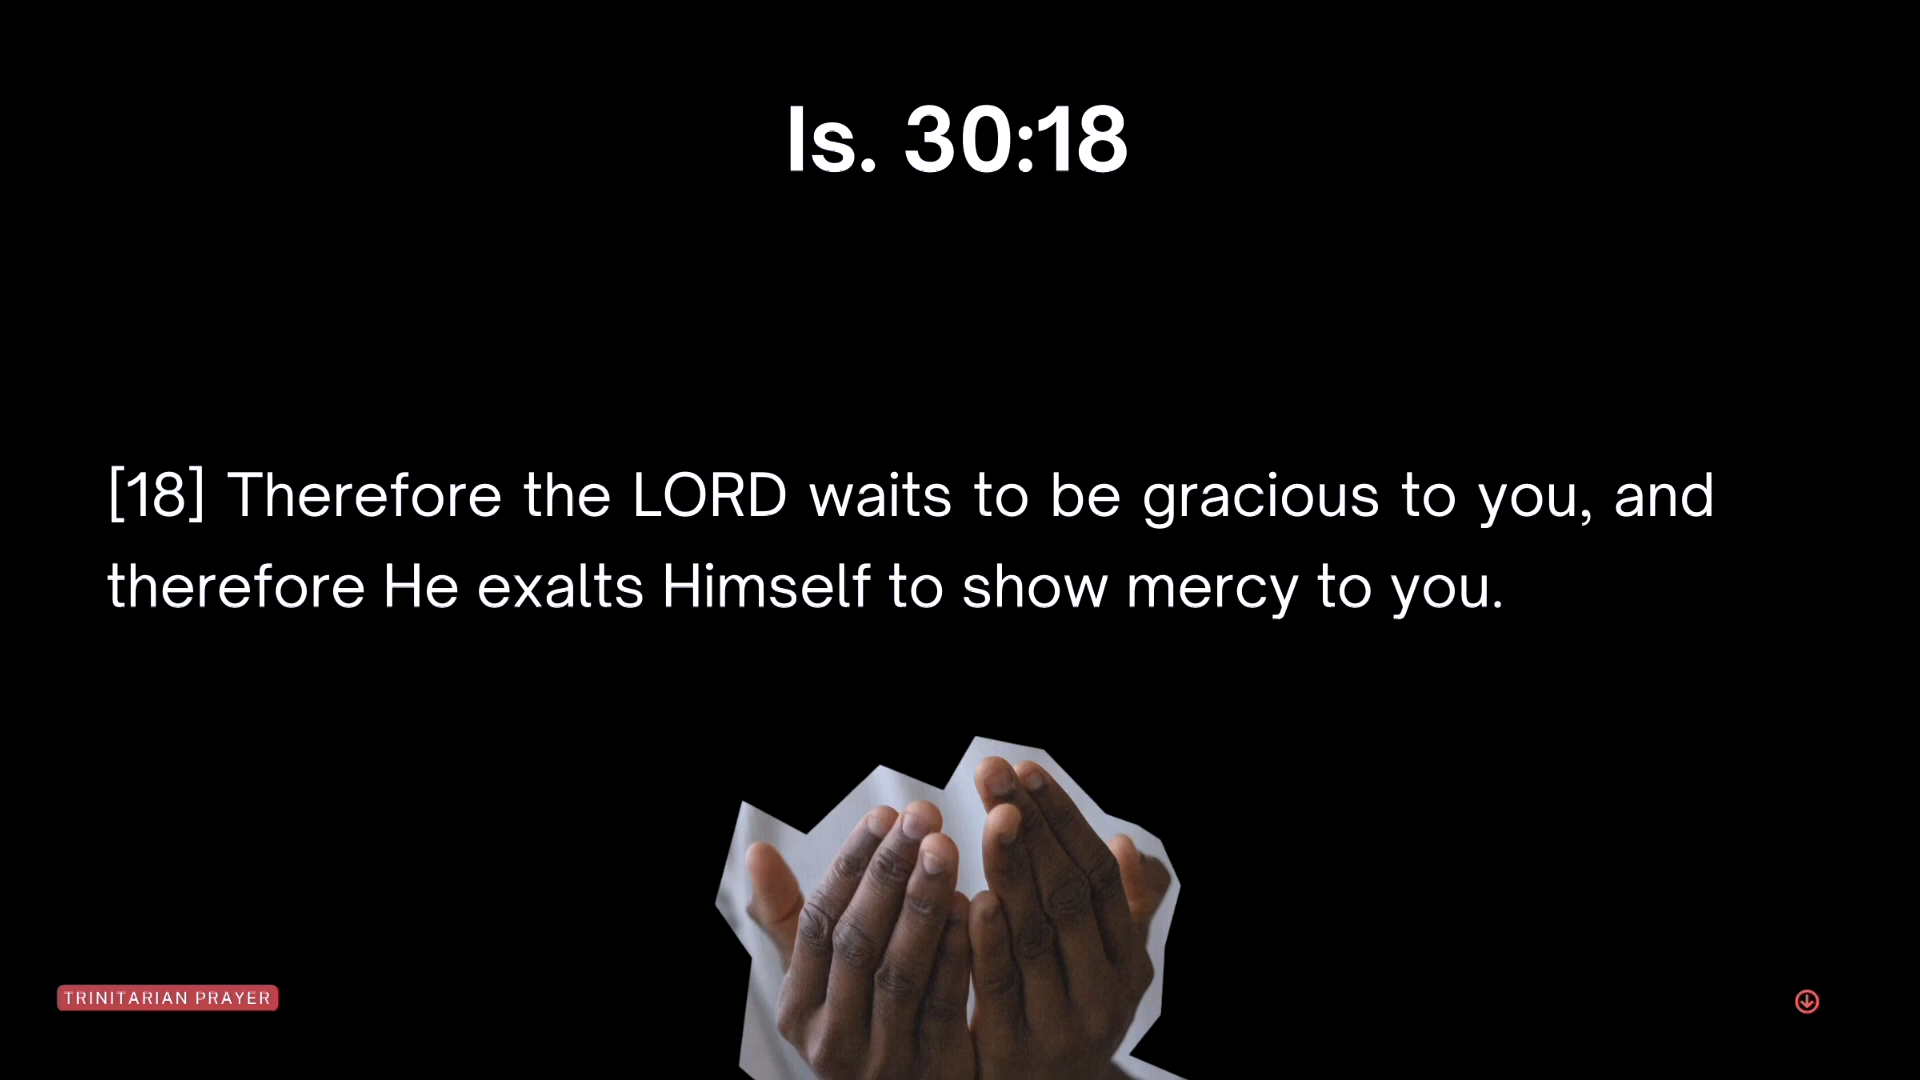 Is. 30:18
[18] Therefore the LORD waits to be gracious to you, and
therefore He exalts Himself to show mercy to you.
TRINITARIAN PRAYER